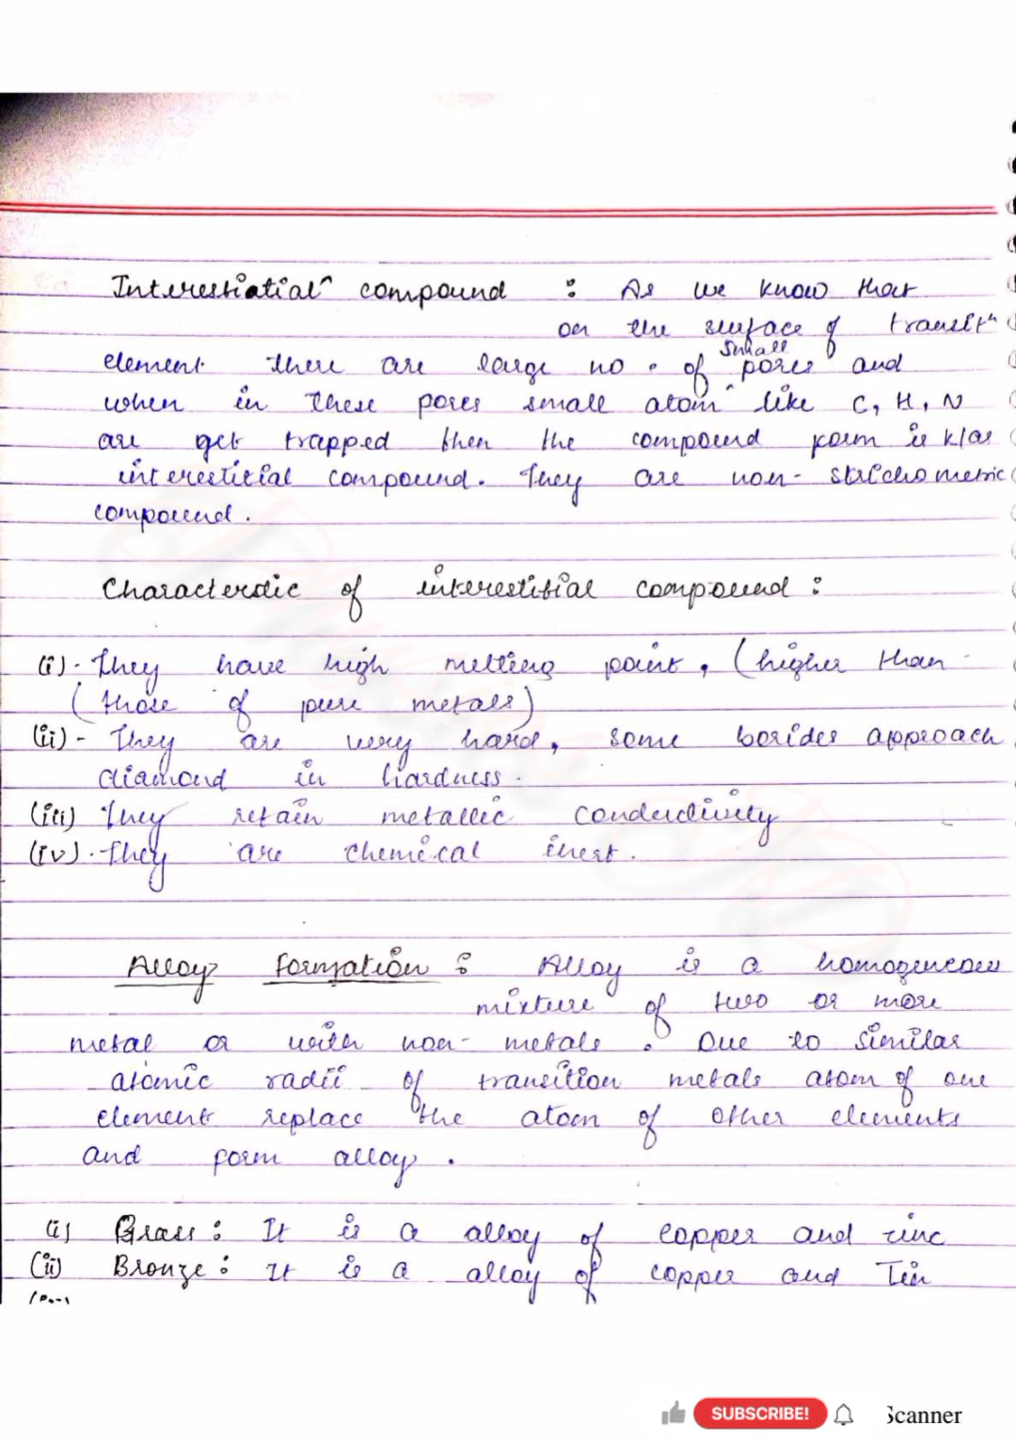 Interestiatial compound : As we know that
on the surface of transitn
element there are large no. of small pores and
when in these pores small atom like C, H, N
are get trapped then the compound form is k/as
interestitial compound. They are non-stoichometric
compound.
Characterstic of interestitial compound :
(i) - They have high melting point, (higher than
(those of pure metals)
(ii) - They are very hard, some borides approach
diamond in hardness.
(iii) They retain metallic conductivity
(iv) - They are chemical inert.
Alloy formation : Alloy is a homogeneous
mixture of two or more
metal or with non-metals. Due to similar
atomic radii of transition metals atom of one
element replace the atom of other elements
and form alloy.
(i) Brass : It is a alloy of copper and zinc
(ii) Bronze : It is a alloy of copper and Tin
SUBSCRIBE! Scanner